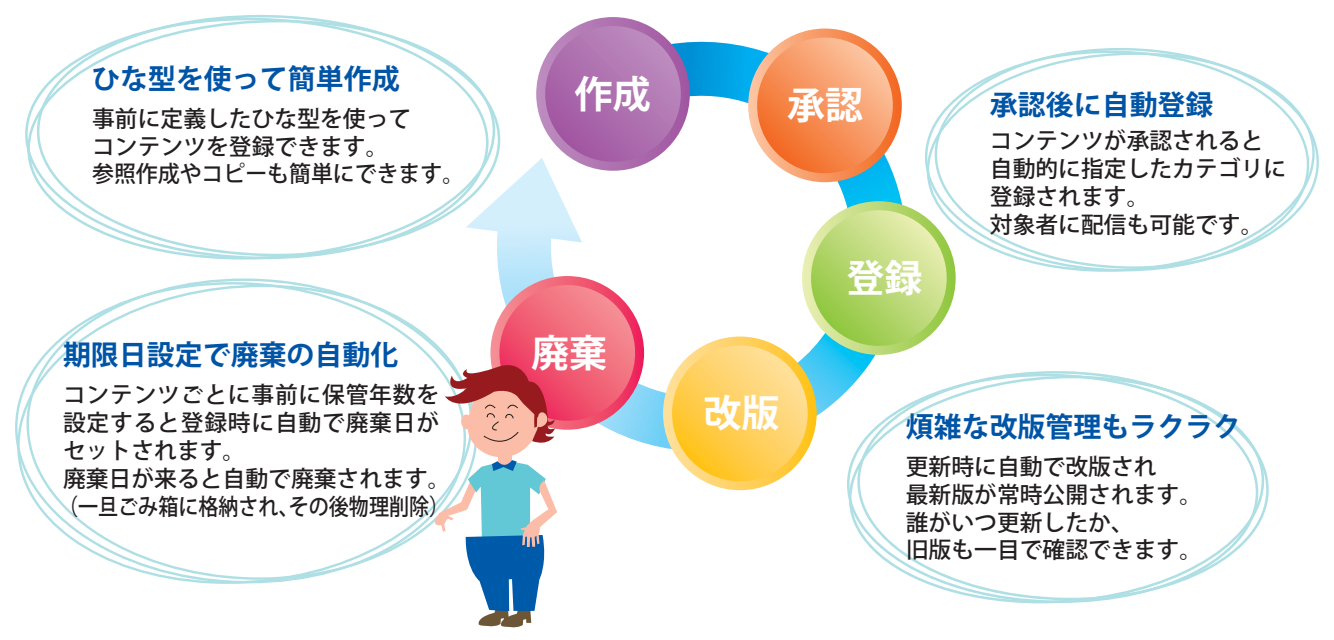 ひな型を使って簡単作成
事前に定義したひな型を使って
コンテンツを登録できます。
参照作成やコピーも簡単にできます。
作成
承認
承認後に自動登録
コンテンツが承認されると
自動的に指定したカテゴリに
登録されます。
対象者に配信も可能です。
登録
廃棄
改版
期限日設定で廃棄の自動化
コンテンツごとに事前に保管年数を
設定すると登録時に自動で廃棄日が
セットされます。
廃棄日が来ると自動で廃棄されます。
（一旦ごみ箱に格納され、その後物理削除）
煩雑な改版管理もラクラク
更新時に自動で改版され
最新版が常時公開されます。
誰がいつ更新したか、
旧版も一目で確認できます。